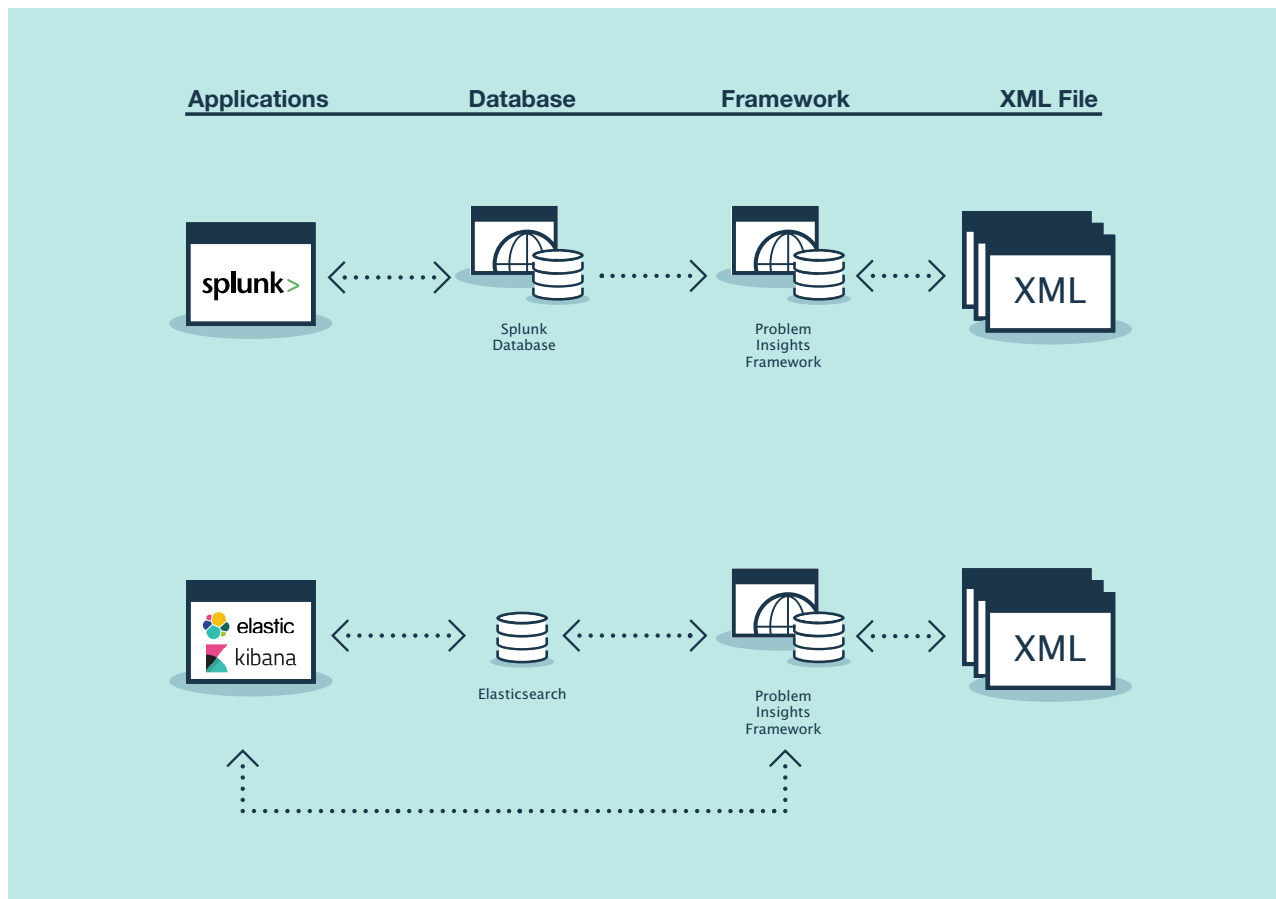 Applications Database Framework XML File
splunk>
XML
Splunk
Database
Problem
Insights
Framework
elastic
kibana
XML
Elasticsearch
Problem
Insights
Framework